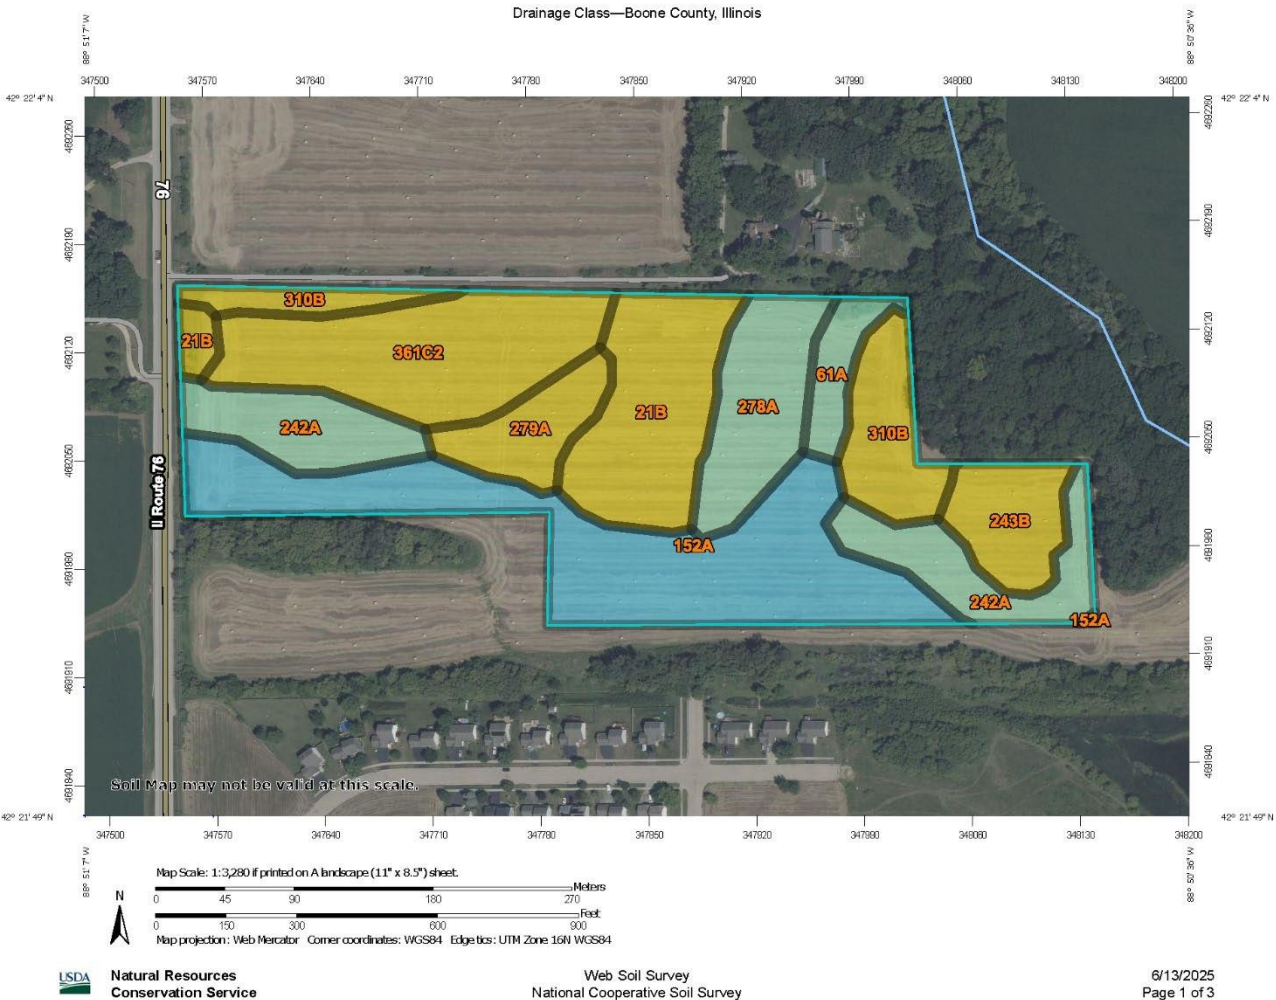 Drainage Class—Boone County, Illinois
88° 51' 7" W
88° 50' 36" W
347500 347570 347640 347710 347780 347850 347920 347990 348060 348130 348200
42° 22' 4" N
42° 22' 4" N
4692260
4692260
76
4692190
4692190
310B
4692120
4692120
21B
361C2
61A
278A
21B
242A
279A
310B
4692050
4692050
Il Route 76
243B
152A
4691980
4691980
242A
152A
4691910
4691910
4691840
4691840
Soil Map may not be valid at this scale.
42° 21' 49" N
42° 21' 49" N
347500 347570 347640 347710 347780 347850 347920 347990 348060 348130 348200
88° 51' 7" W
88° 50' 36" W
Map Scale: 1:3,280 if printed on A landscape (11" x 8.5") sheet.
Meters
0 45 90 180 270
Feet
0 150 300 600 900
N
Map projection: Web Mercator Corner coordinates: WGS84 Edge tics: UTM Zone 16N WGS84
USDA
Natural Resources
Conservation Service
Web Soil Survey
National Cooperative Soil Survey
6/13/2025
Page 1 of 3